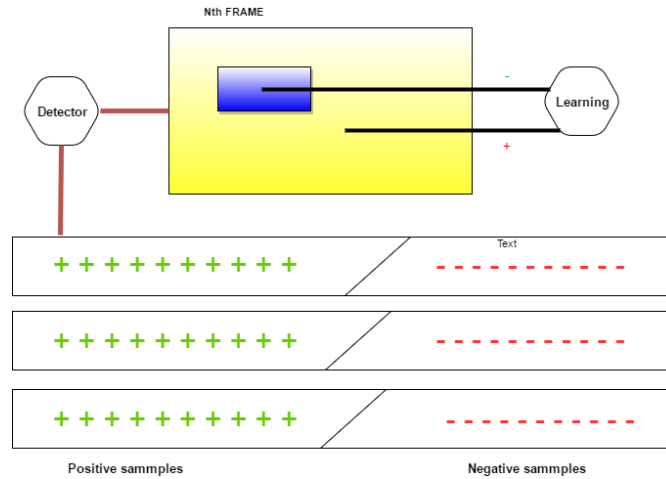 Nth FRAME
Detector
-
Learning
+
Text
+ + + + + + + + + + - - - - - - - - - - -
+ + + + + + + + + + - - - - - - - - - - -
+ + + + + + + + + + - - - - - - - - - - -
Positive sammples
Negative sammples